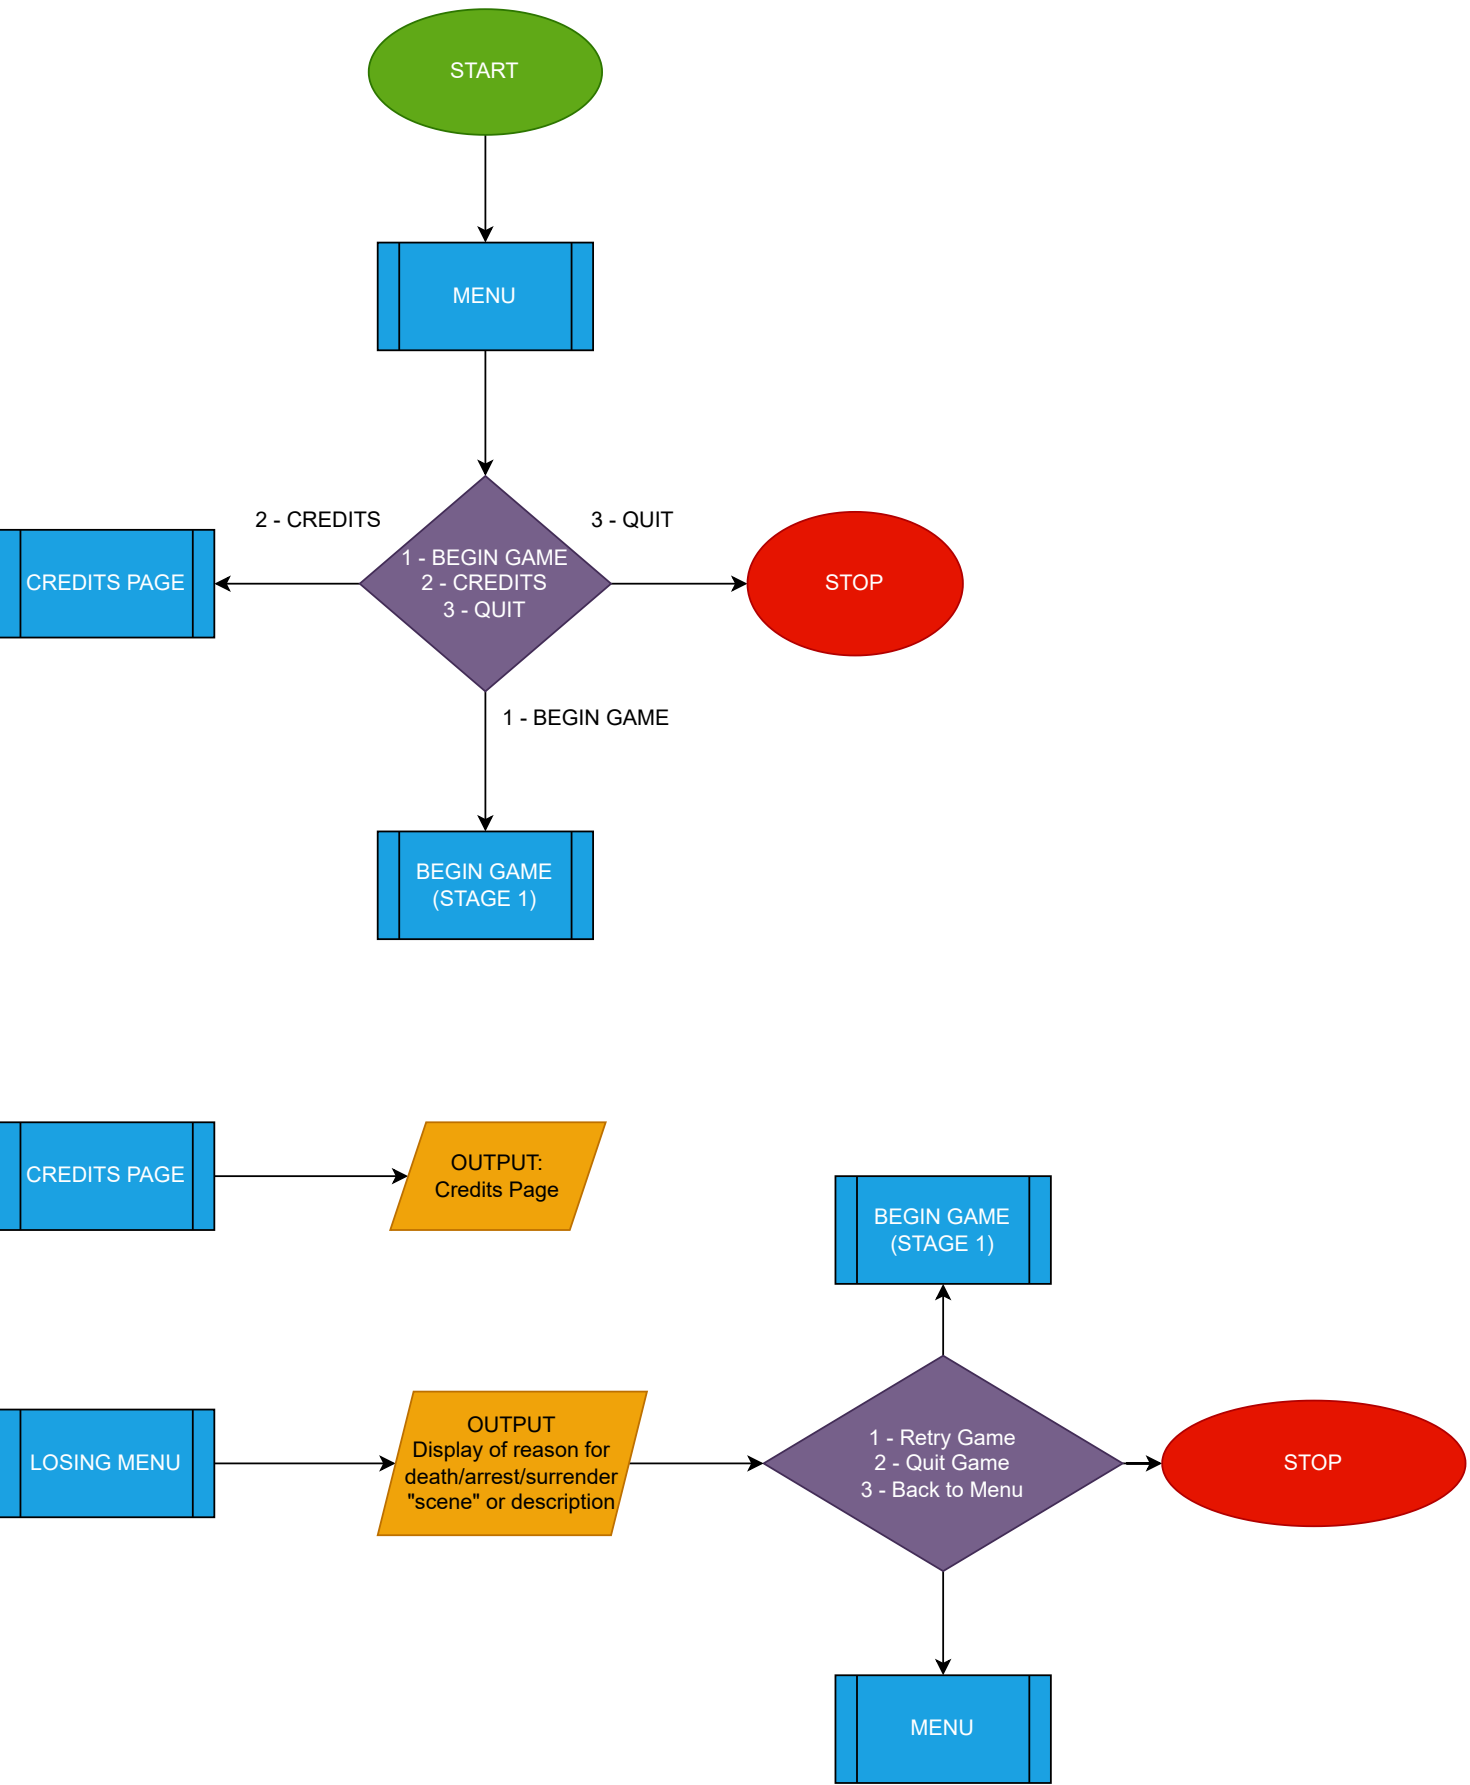 START
MENU
2 - CREDITS
3 - QUIT
CREDITS PAGE
1 - BEGIN GAME
2 - CREDITS
3 - QUIT
STOP
1 - BEGIN GAME
BEGIN GAME
(STAGE 1)
CREDITS PAGE
OUTPUT:
Credits Page
BEGIN GAME
(STAGE 1)
LOSING MENU
OUTPUT
Display of reason for
death/arrest/surrender
"scene" or description
1 - Retry Game
2 - Quit Game
3 - Back to Menu
STOP
MENU